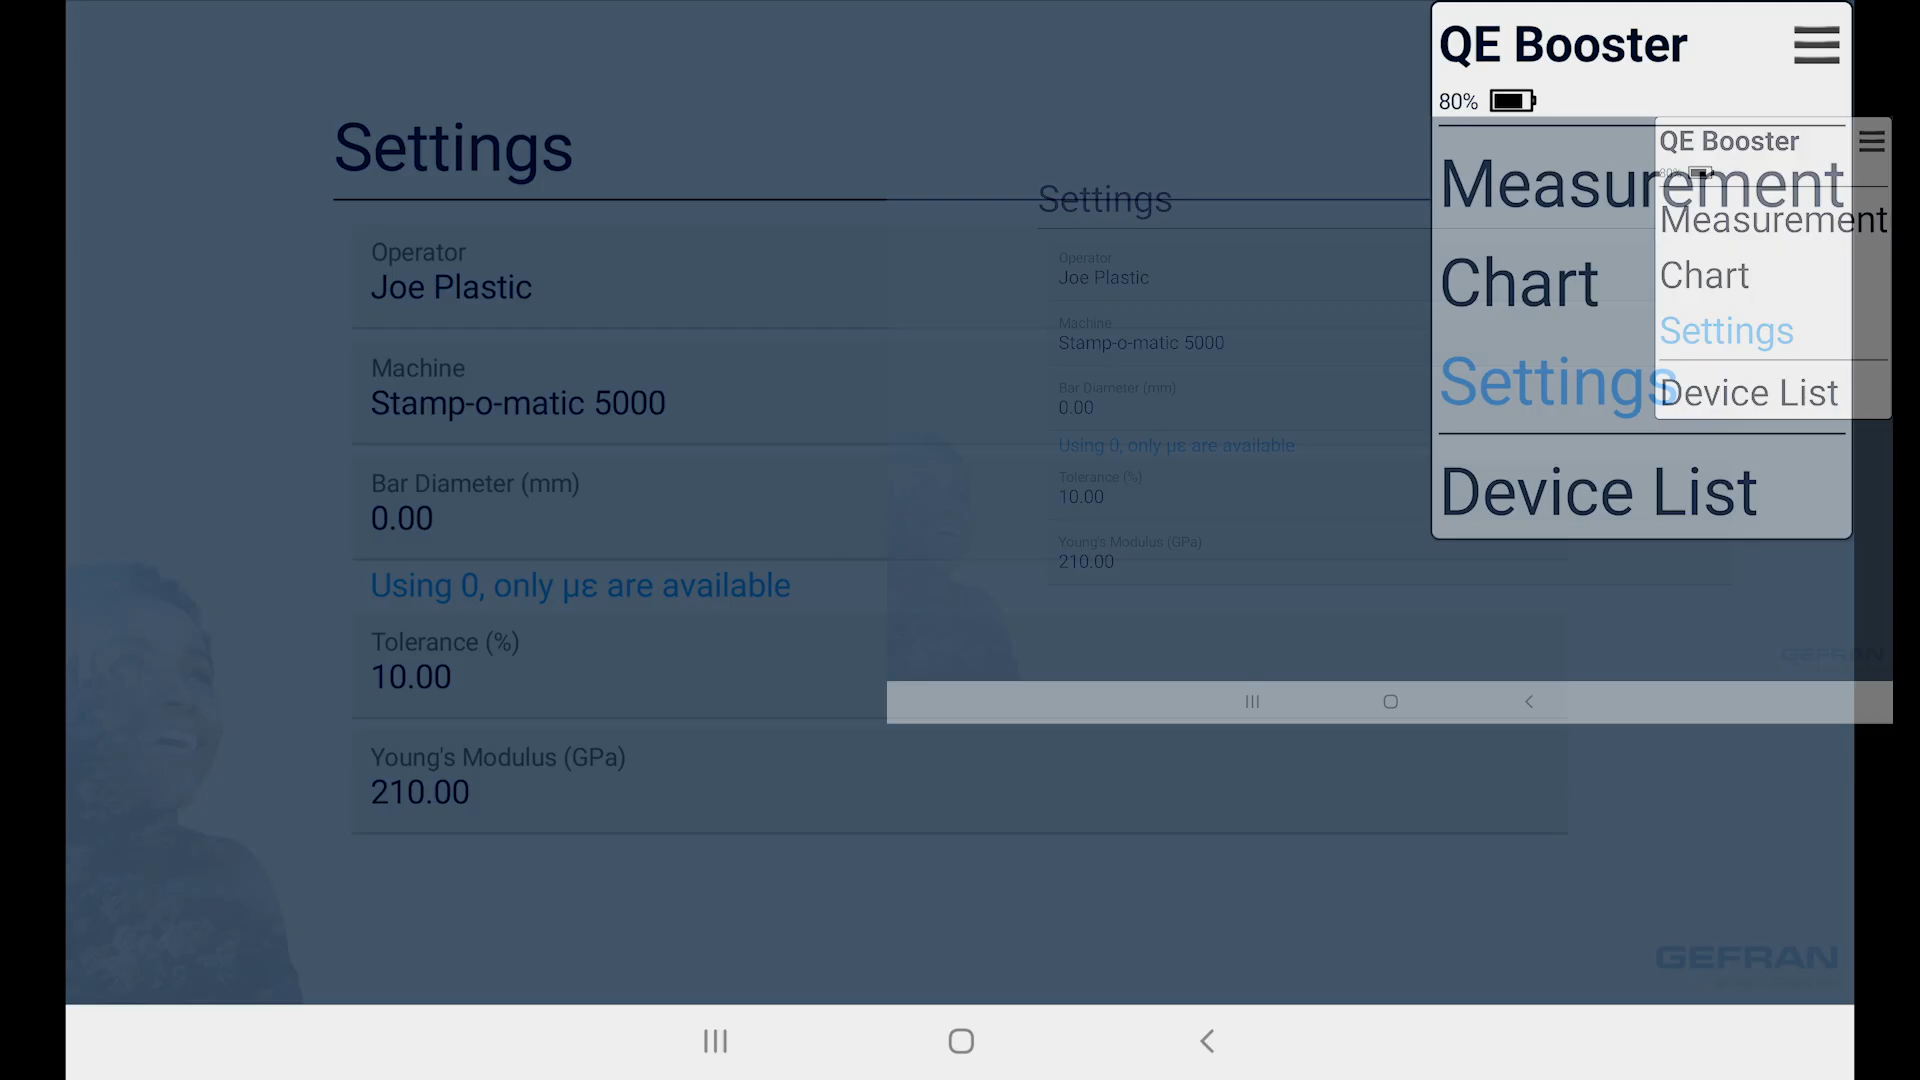 QE Booster
80%
Measurement
Chart
Settings
Device List
Settings
Operator
Joe Plastic
Machine
Stamp-o-matic 5000
Bar Diameter (mm)
0.00
Using 0, only με are available
Tolerance (%)
10.00
Young's Modulus (GPa)
210.00
GEFRAN
QE Booster
80%
Measurement
Chart
Settings
Device List
Settings
Operator
Joe Plastic
Machine
Stamp-o-matic 5000
Bar Diameter (mm)
0.00
Using 0, only με are available
Tolerance (%)
10.00
Young's Modulus (GPa)
210.00
GEFRAN